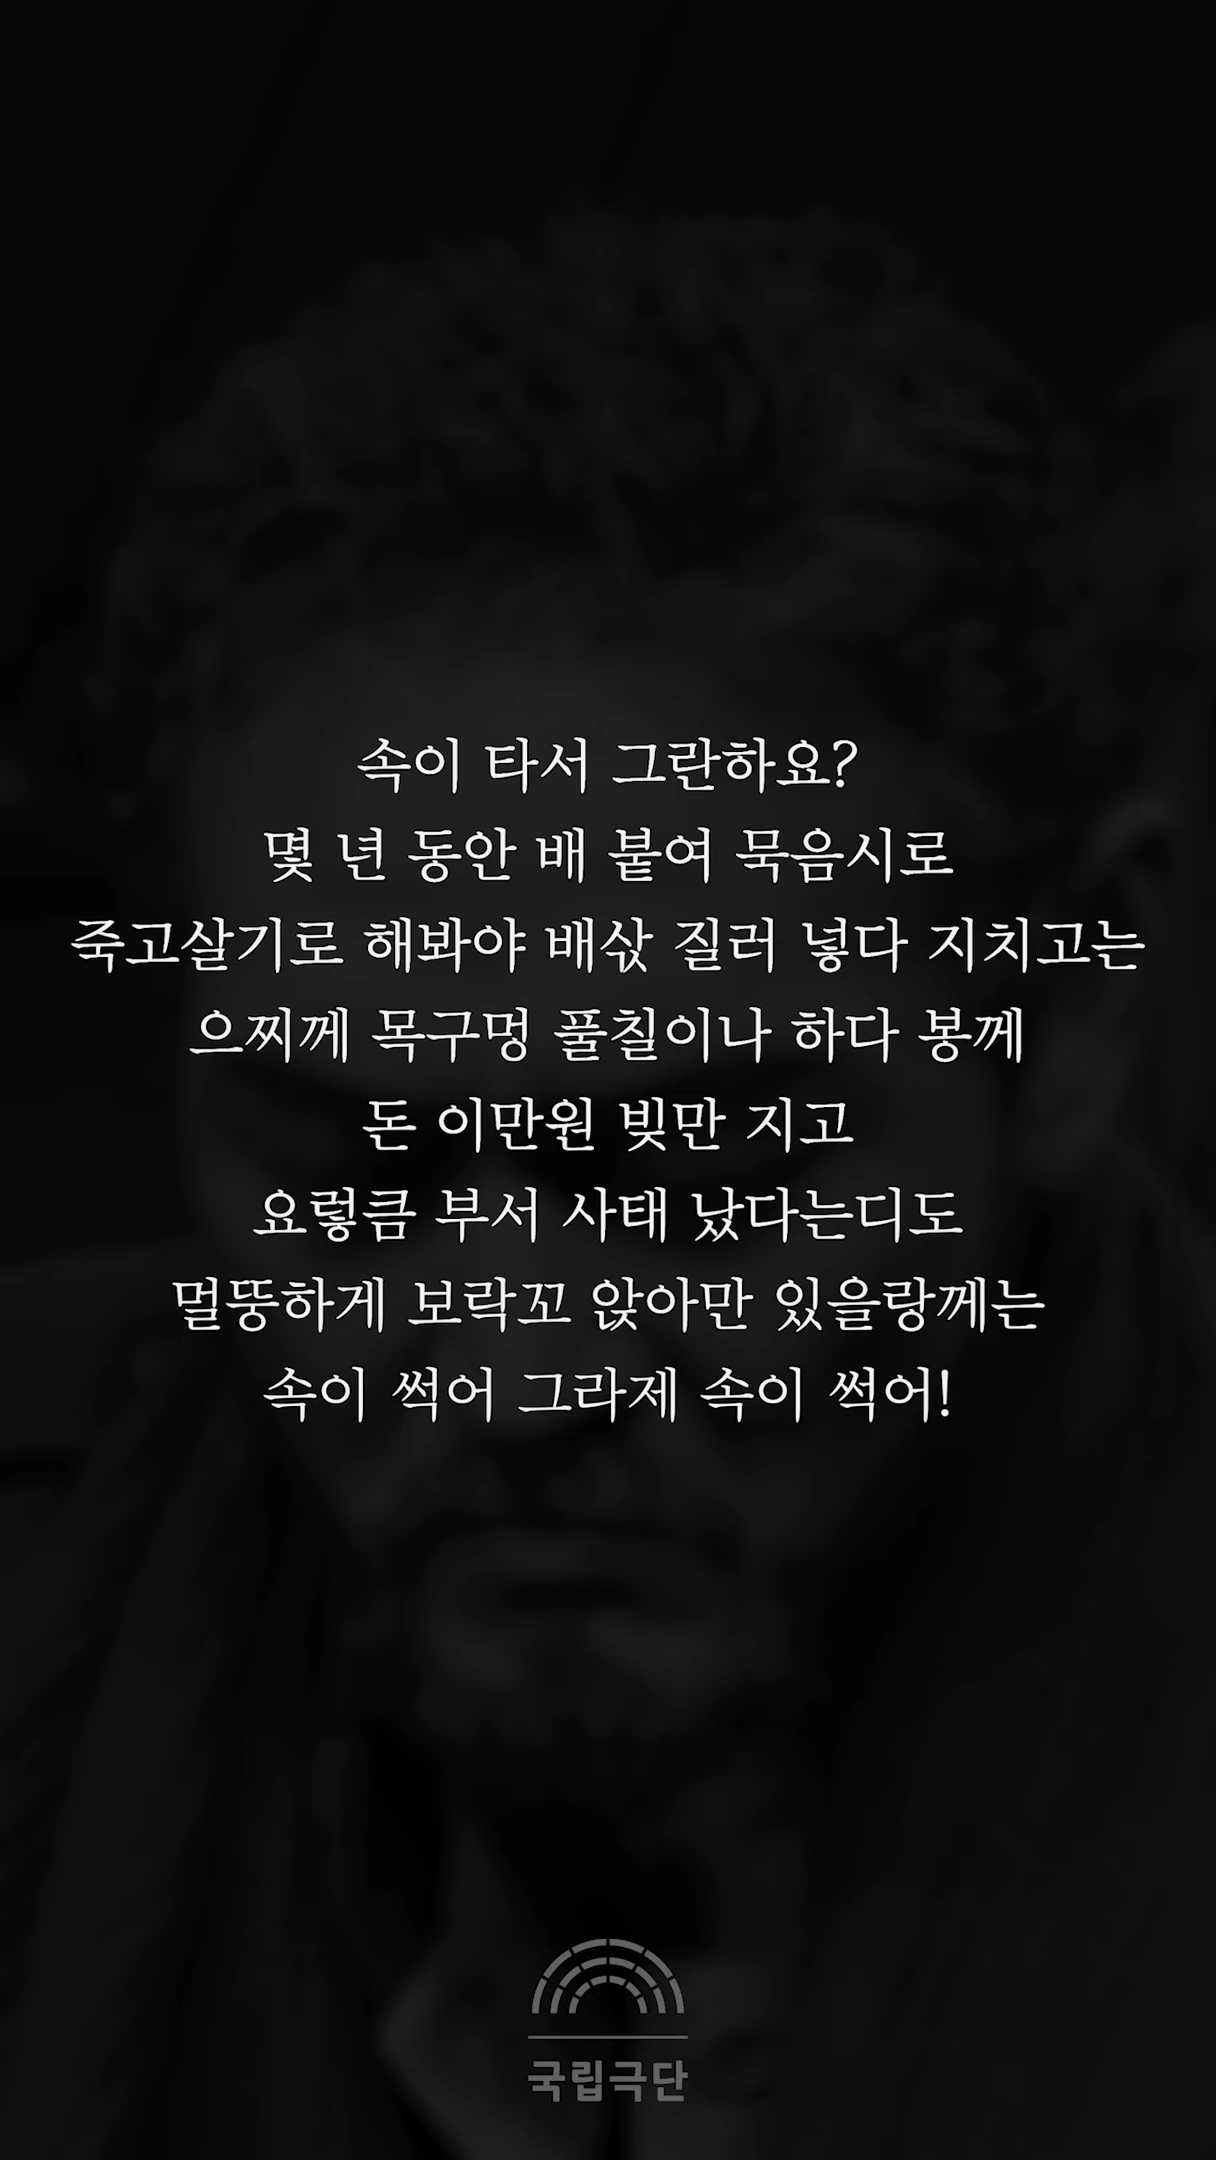 속이 타서 그란하요?
몇 년 동안 배 붙여 묵음시로
죽고살기로 해봐야 배삯 질러 넣다 지치고는
으찌께 목구멍 풀칠이나 하다 봉께
돈 이만원 빚만 지고
요렇큼 부서 사태 났다는디도
멀뚱하게 보락꼬 앉아만 있을랑께는
속이 썩어 그라제 속이 썩어!
국립극단